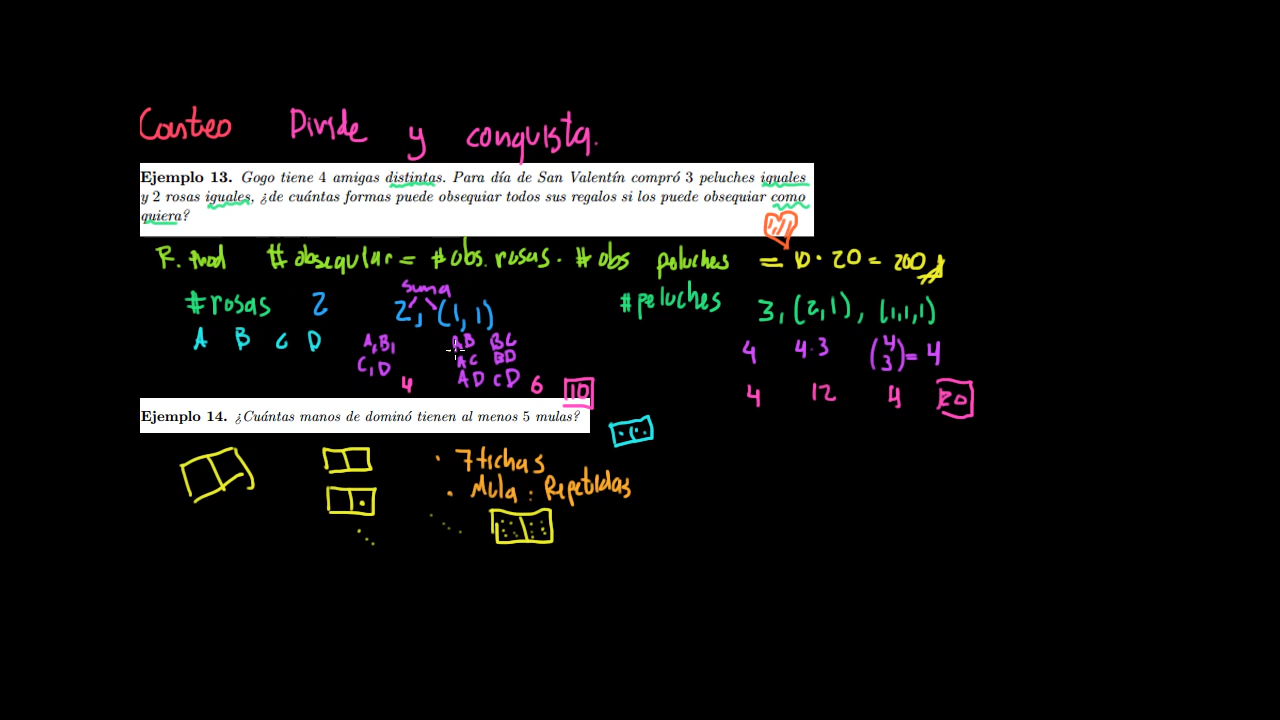 Conteo Divide y conquista.
Ejemplo 13. Gogo tiene 4 amigas distintas. Para día de San Valentín compró 3 peluches iguales
y 2 rosas iguales, ¿de cuántas formas puede obsequiar todos sus regalos si los puede obsequiar como
quiera?
# obsequiar = # obs. rosas · # obs peluches = 10 · 20 = 200
suma
# rosas 2 2, (1, 1) # peluches 3, (2, 1), (1, 1, 1)
A B C D A, B, AB BC 4 4·3 (4 3) = 4
C, D AC BD
4 AD CD 6 10 4 12 4 20
Ejemplo 14. ¿Cuántas manos de dominó tienen al menos 5 mulas?
· 7 fichas
· Mula : Repetidas